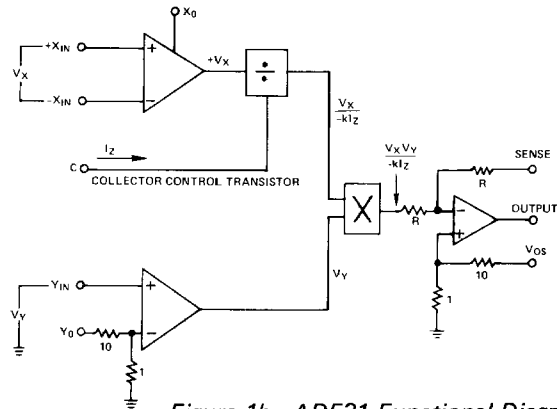 X0
+XIN
+
VX
+VX
÷
-XIN
−
VX
-kIZ
IZ
C
COLLECTOR CONTROL TRANSISTOR
VXVY
-kIZ
SENSE
R
X
R
−
+
OUTPUT
VOS
10
1
VY
YIN
+
VY
Y0
−
10
1
Figure 1b. AD531 Functional Diag